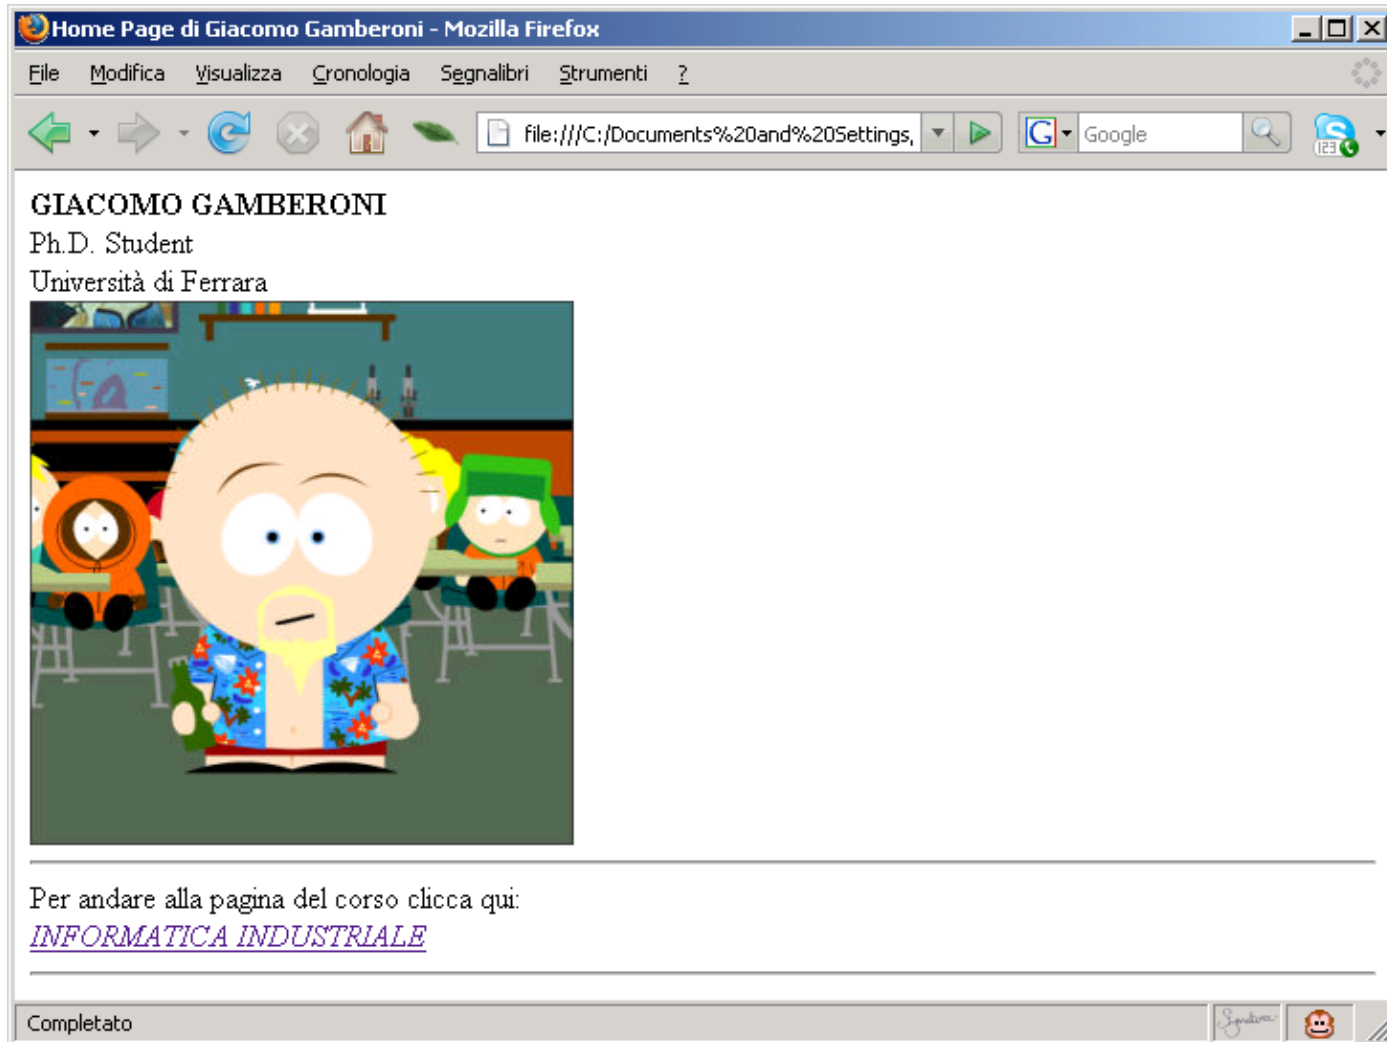 Home Page di Giacomo Gamberoni - Mozilla Firefox
File Modifica Visualizza Cronologia Segnalibri Strumenti ?
file:///C:/Documents%20and%20Settings, G Google 123
GIACOMO GAMBERONI
Ph.D. Student
Università di Ferrara
Per andare alla pagina del corso clicca qui:
INFORMATICA INDUSTRIALE
Completato